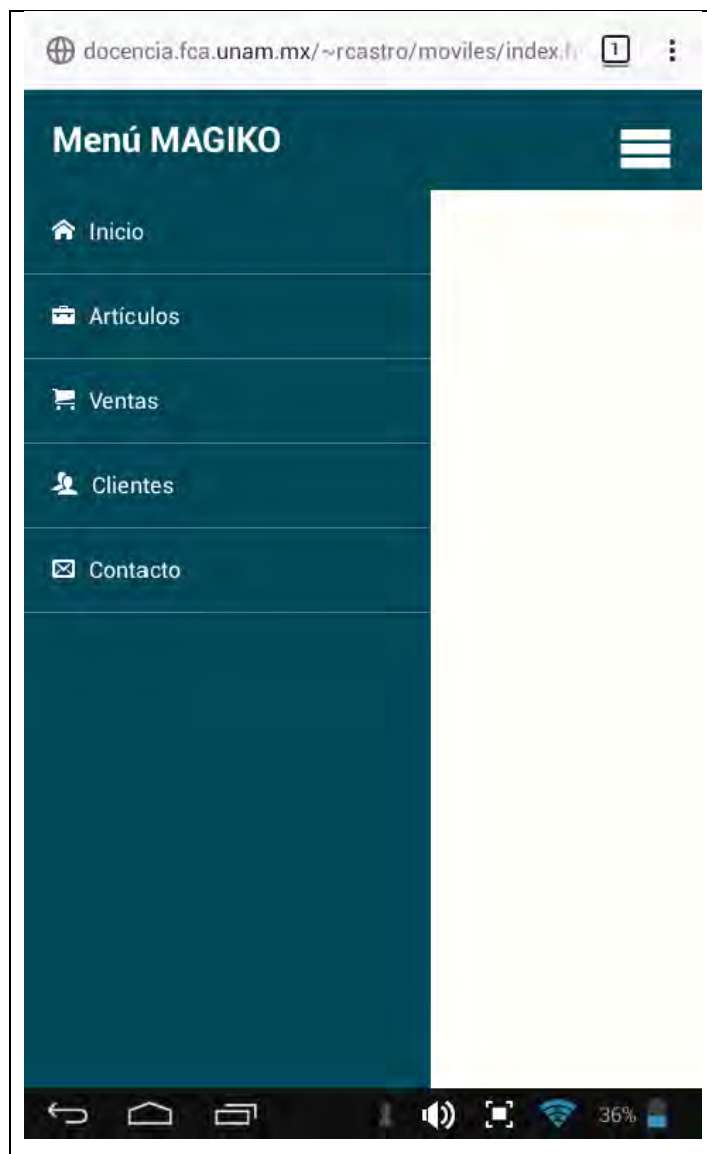 docencia.fca.unam.mx/~rcastro/moviles/index.h
1
Menú MAGIKO
Inicio
Artículos
Ventas
Clientes
Contacto
36%